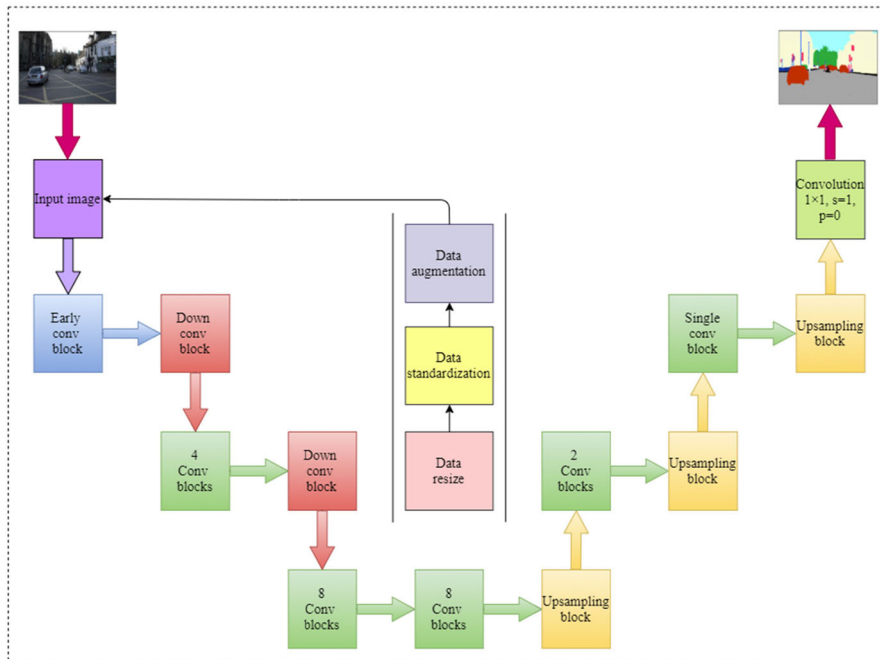 Input image
Convolution
1×1, s=1,
p=0
Data
augmentation
Early
conv
block
Down
conv
block
Data
standardization
Single
conv
block
Upsampling
block
4
Conv
blocks
Down
conv
block
Data
resize
2
Conv
blocks
Upsampling
block
8
Conv
blocks
8
Conv
blocks
Upsampling
block